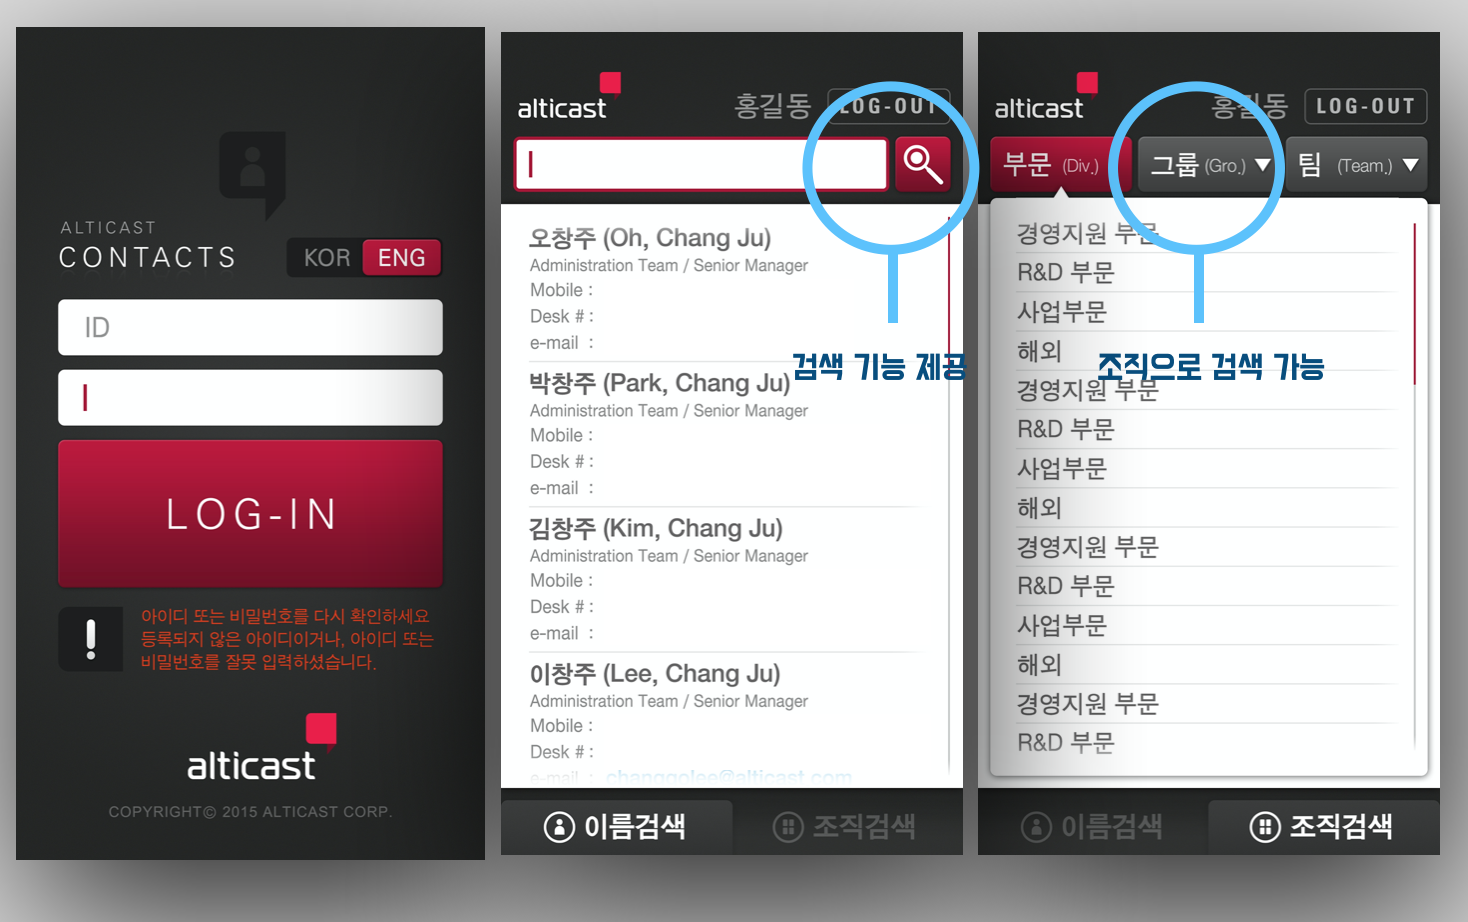 ALTICAST
CONTACTS
KOR ENG
ID
LOG-IN
아이디 또는 비밀번호를 다시 확인하세요
등록되지 않은 아이디이거나, 아이디 또는
비밀번호를 잘못 입력하셨습니다.
alticast
COPYRIGHT© 2015 ALTICAST CORP.
alticast 홍길동 LOG-OUT
오창주 (Oh, Chang Ju)
Administration Team / Senior Manager
Mobile :
Desk # :
e-mail :
검색 기능 제공
박창주 (Park, Chang Ju)
Administration Team / Senior Manager
Mobile :
Desk # :
e-mail :
김창주 (Kim, Chang Ju)
Administration Team / Senior Manager
Mobile :
Desk # :
e-mail :
이창주 (Lee, Chang Ju)
Administration Team / Senior Manager
Mobile :
Desk # :
e-mail : changgolee@alticast.com
이름검색 조직검색
alticast 홍길동 LOG-OUT
부문 (Div.) 그룹 (Gro.) 팀 (Team.)
경영지원 부문
R&D 부문
사업부문
해외
조직으로 검색 가능
경영지원 부문
R&D 부문
사업부문
해외
경영지원 부문
R&D 부문
사업부문
해외
경영지원 부문
R&D 부문
이름검색 조직검색